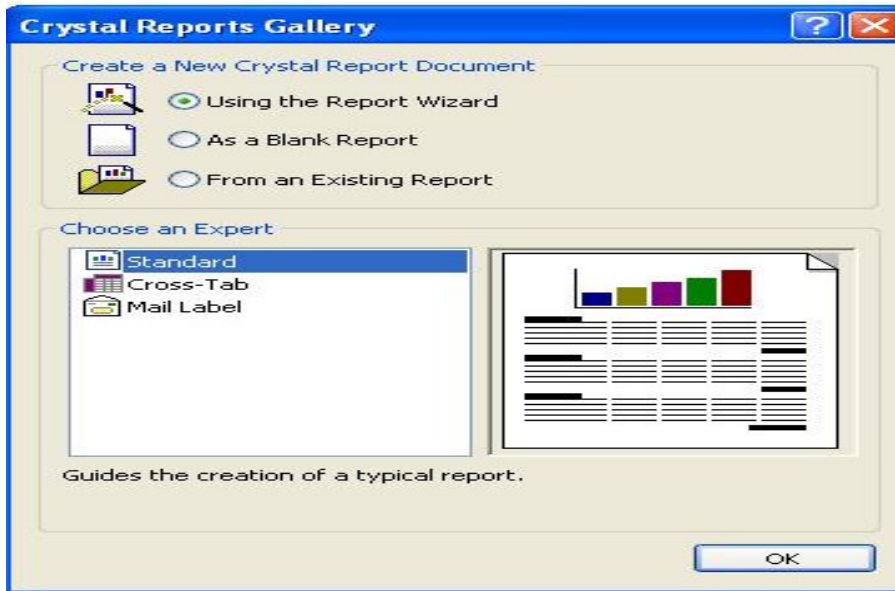 Crystal Reports Gallery
Create a New Crystal Report Document
Using the Report Wizard
As a Blank Report
From an Existing Report
Choose an Expert
Standard
Cross-Tab
Mail Label
Guides the creation of a typical report.
OK